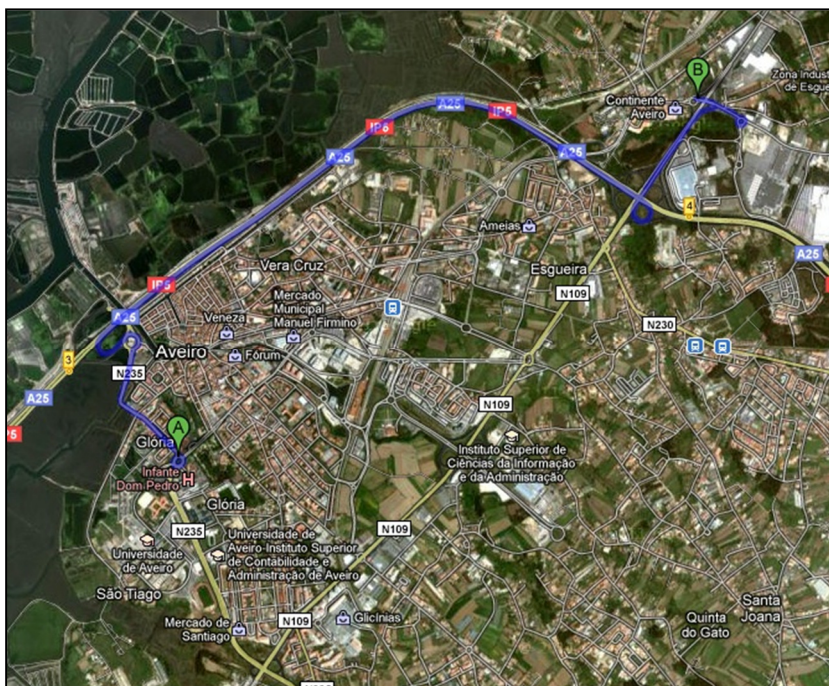 B
Continente
Aveiro
Zona Indust
de Esgue
A25
IP5
IP5
A25
A25
4
Ameias
A25
Vera Cruz
Esgueira
IP5
N109
Mercado
Municipal
Manuel Firmino
A25
Veneza
N230
Aveiro
Fórum
3
N235
A25
N109
P5
A
Glória
Infante
Dom Pedro
H
Instituto Superior de
Ciências da Informação
e da Administração
Glória
N235
N109
Universidade
de Aveiro
Universidade de
Aveiro-Instituto Superior
de Contabilidade e
Administração de Aveiro
São Tiago
Santa
Joana
Mercado de
Santiago
N109
Glicínias
Quinta
do Gato